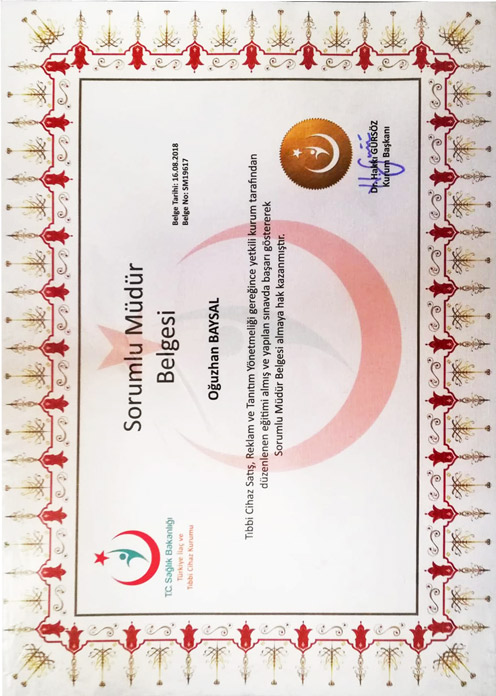 T.C. Sağlık Bakanlığı
Türkiye İlaç ve
Tıbbi Cihaz Kurumu
Sorumlu Müdür
Belgesi
Belge Tarihi: 16.08.2018
Belge No: SM19617
Oğuzhan BAYSAL
Tıbbi Cihaz Satış, Reklam ve Tanıtım Yönetmeliği gereğince yetkili kurum tarafından
düzenlenen eğitimi almış ve yapılan sınavda başarı göstererek
Sorumlu Müdür Belgesi almaya hak kazanmıştır.
Dr. Hakkı GÜRSÖZ
Kurum Başkanı